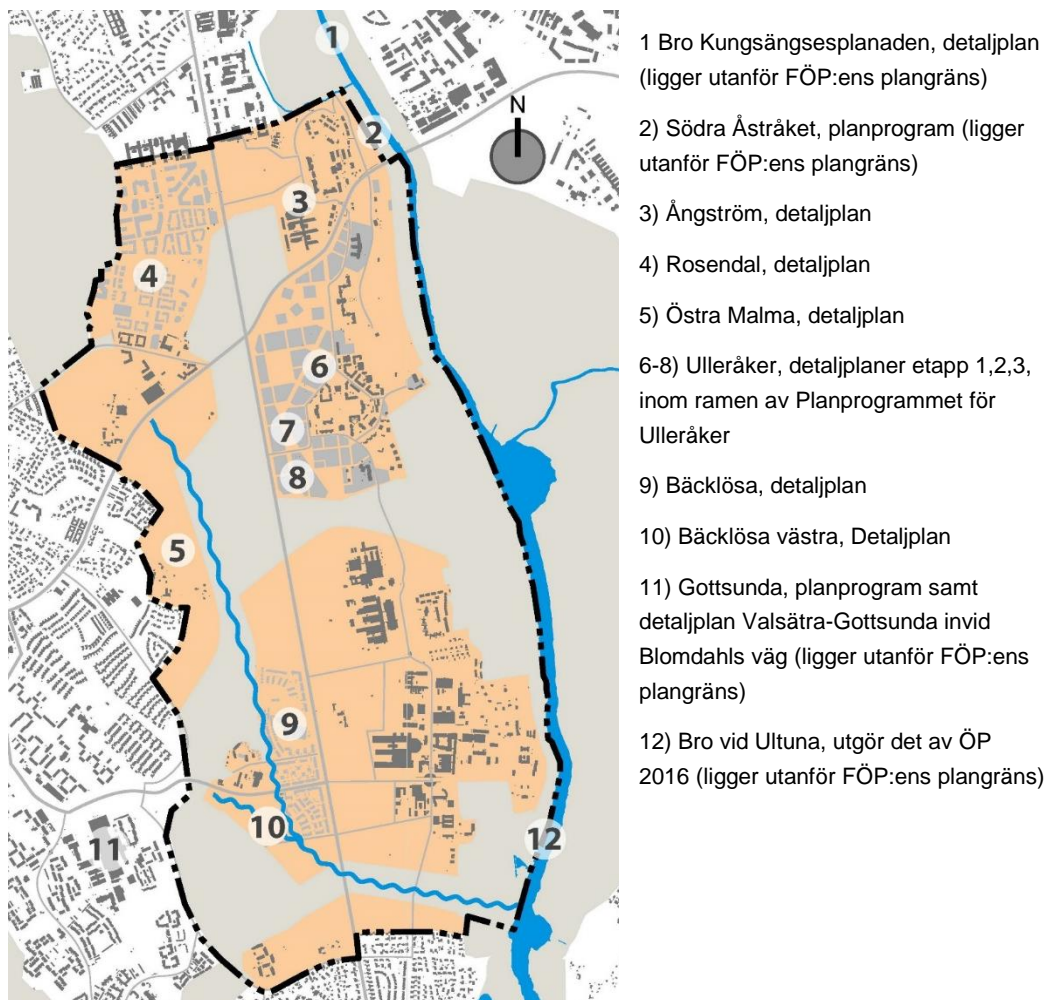 1
2
N
3
4
6
7
8
5
9
10
11
12
1 Bro Kungsängsesplanaden, detaljplan
(ligger utanför FÖP:ens plangräns)
2) Södra Åstråket, planprogram (ligger
utanför FÖP:ens plangräns)
3) Ångström, detaljplan
4) Rosendal, detaljplan
5) Östra Malma, detaljplan
6-8) Ulleråker, detaljplaner etapp 1,2,3,
inom ramen av Planprogrammet för
Ulleråker
9) Bäcklösa, detaljplan
10) Bäcklösa västra, Detaljplan
11) Gottsunda, planprogram samt
detaljplan Valsätra-Gottsunda invid
Blomdahls väg (ligger utanför FÖP:ens
plangräns)
12) Bro vid Ultuna, utgör det av ÖP
2016 (ligger utanför FÖP:ens plangräns)